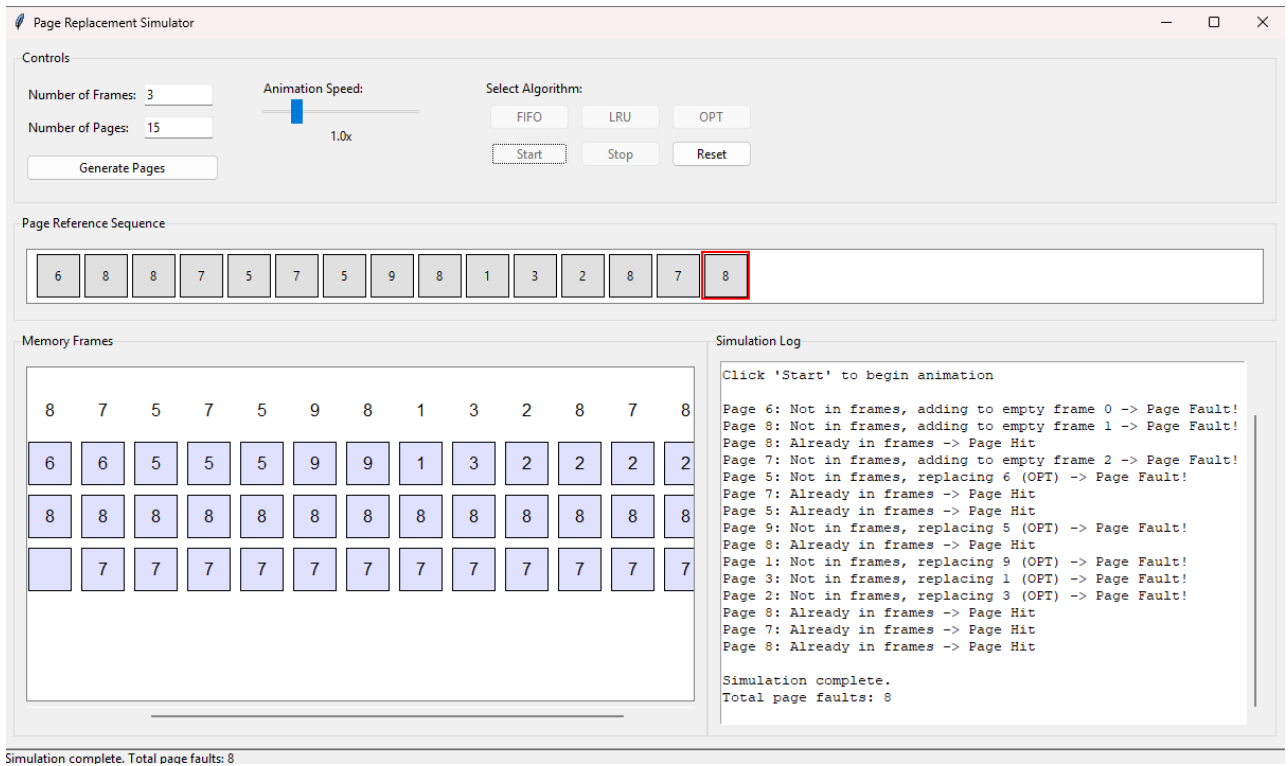 Page Replacement Simulator
Controls
Number of Frames: 3
Number of Pages: 15
Generate Pages
Animation Speed:
1.0x
Select Algorithm:
FIFO LRU OPT
Start Stop Reset
Page Reference Sequence
6 8 8 7 5 7 5 9 8 1 3 2 8 7 8
Memory Frames
8 7 5 7 5 9 8 1 3 2 8 7 8
6 6 5 5 5 9 9 1 3 2 2 2 2
8 8 8 8 8 8 8 8 8 8 8 8 8
7 7 7 7 7 7 7 7 7 7 7 7
Simulation Log
Click 'Start' to begin animation
Page 6: Not in frames, adding to empty frame 0 -> Page Fault!
Page 8: Not in frames, adding to empty frame 1 -> Page Fault!
Page 8: Already in frames -> Page Hit
Page 7: Not in frames, adding to empty frame 2 -> Page Fault!
Page 5: Not in frames, replacing 6 (OPT) -> Page Fault!
Page 7: Already in frames -> Page Hit
Page 5: Already in frames -> Page Hit
Page 9: Not in frames, replacing 5 (OPT) -> Page Fault!
Page 8: Already in frames -> Page Hit
Page 1: Not in frames, replacing 9 (OPT) -> Page Fault!
Page 3: Not in frames, replacing 1 (OPT) -> Page Fault!
Page 2: Not in frames, replacing 3 (OPT) -> Page Fault!
Page 8: Already in frames -> Page Hit
Page 7: Already in frames -> Page Hit
Page 8: Already in frames -> Page Hit
Simulation complete.
Total page faults: 8
Simulation complete. Total page faults: 8